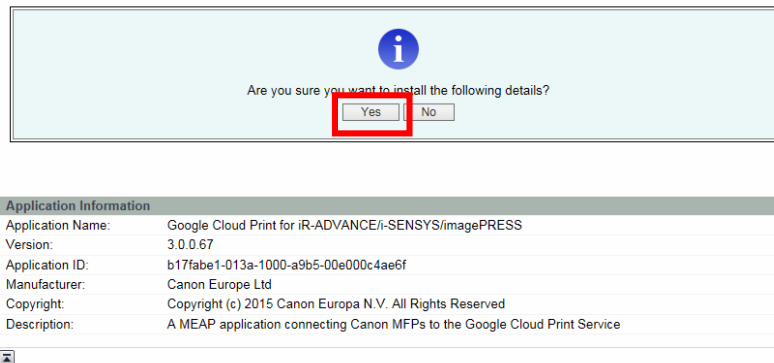 Are you sure you want to install the following details?
Yes No
Application Information
Application Name: Google Cloud Print for iR-ADVANCE/i-SENSYS/imagePRESS
Version: 3.0.0.67
Application ID: b17fabe1-013a-1000-a9b5-00e000c4ae6f
Manufacturer: Canon Europe Ltd
Copyright: Copyright (c) 2015 Canon Europa N.V. All Rights Reserved
Description: A MEAP application connecting Canon MFPs to the Google Cloud Print Service